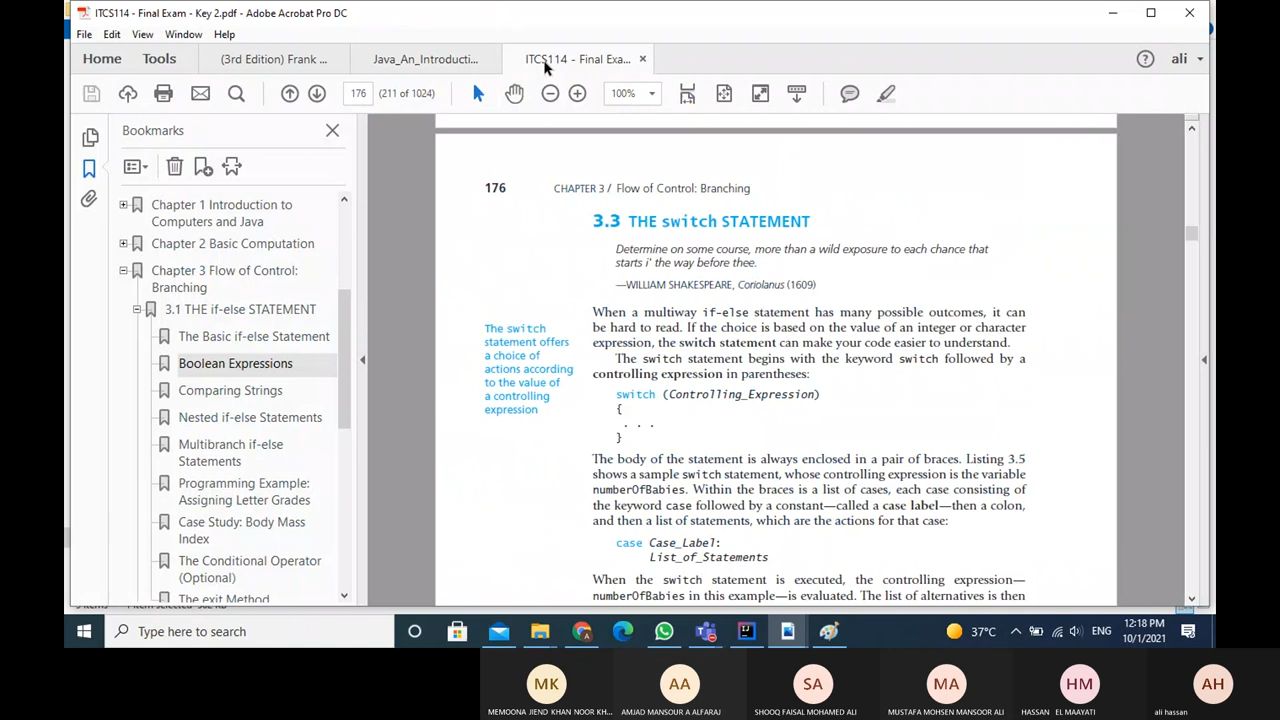 ITCS114 - Final Exam - Key 2.pdf - Adobe Acrobat Pro DC
File Edit View Window Help
Home Tools (3rd Edition) Frank ... Java_An_Introducti... ITCS114 - Final Exa... ×
ali
176 (211 of 1024) 100%
Bookmarks
Chapter 1 Introduction to
Computers and Java
Chapter 2 Basic Computation
Chapter 3 Flow of Control:
Branching
3.1 THE if-else STATEMENT
The Basic if-else Statement
Boolean Expressions
Comparing Strings
Nested if-else Statements
Multibranch if-else
Statements
Programming Example:
Assigning Letter Grades
Case Study: Body Mass
Index
The Conditional Operator
(Optional)
The exit Method
176 CHAPTER 3 / Flow of Control: Branching
3.3 THE switch STATEMENT
Determine on some course, more than a wild exposure to each chance that
starts i' the way before thee.
—WILLIAM SHAKESPEARE, Coriolanus (1609)
When a multiway if-else statement has many possible outcomes, it can
be hard to read. If the choice is based on the value of an integer or character
expression, the switch statement can make your code easier to understand.
The switch statement begins with the keyword switch followed by a
controlling expression in parentheses:
The switch
statement offers
a choice of
actions according
to the value of
a controlling
expression
switch (Controlling_Expression)
{
. . .
}
The body of the statement is always enclosed in a pair of braces. Listing 3.5
shows a sample switch statement, whose controlling expression is the variable
numberOfBabies. Within the braces is a list of cases, each case consisting of
the keyword case followed by a constant—called a case label—then a colon,
and then a list of statements, which are the actions for that case:
case Case_Label:
List_of_Statements
When the switch statement is executed, the controlling expression—
numberOfBabies in this example—is evaluated. The list of alternatives is then
Type here to search
37°C ENG
12:18 PM
10/1/2021
MK AA SA MA HM AH
MEMOONA JIEND KHAN NOOR KH... AMJAD MANSOUR A ALFARAJ SHOOQ FAISAL MOHAMED ALI MUSTAFA MOHSEN MANSOOR ALI HASSAN EL MAAYATI ali hassan